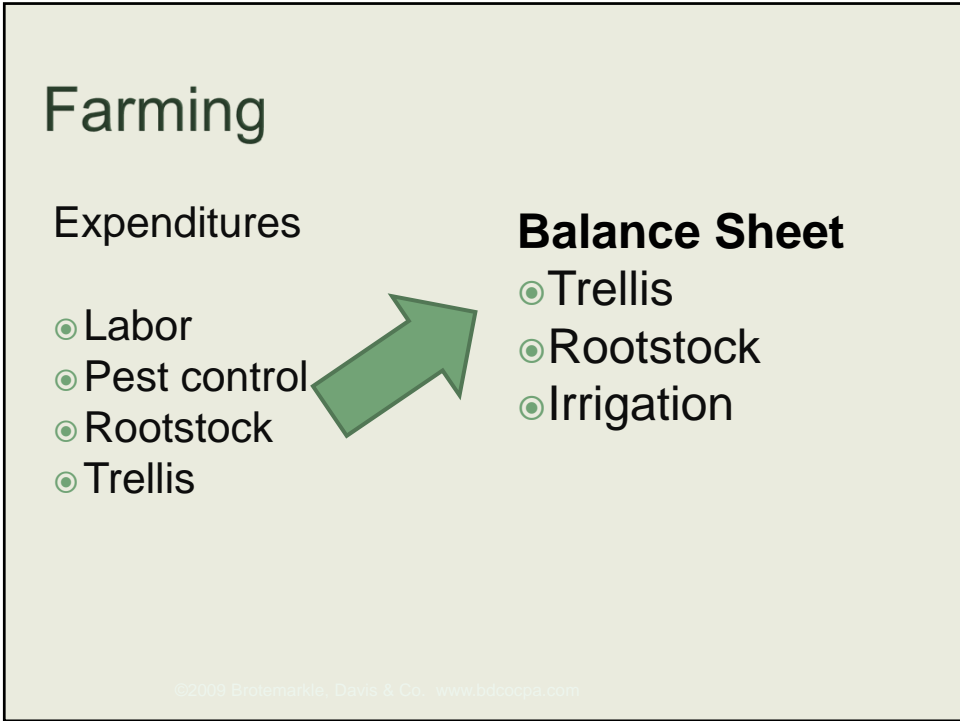 Farming
Expenditures
Labor
Pest control
Rootstock
Trellis
Balance Sheet
Trellis
Rootstock
Irrigation
©2009 Brotemarkle, Davis & Co. www.bdcocpa.com